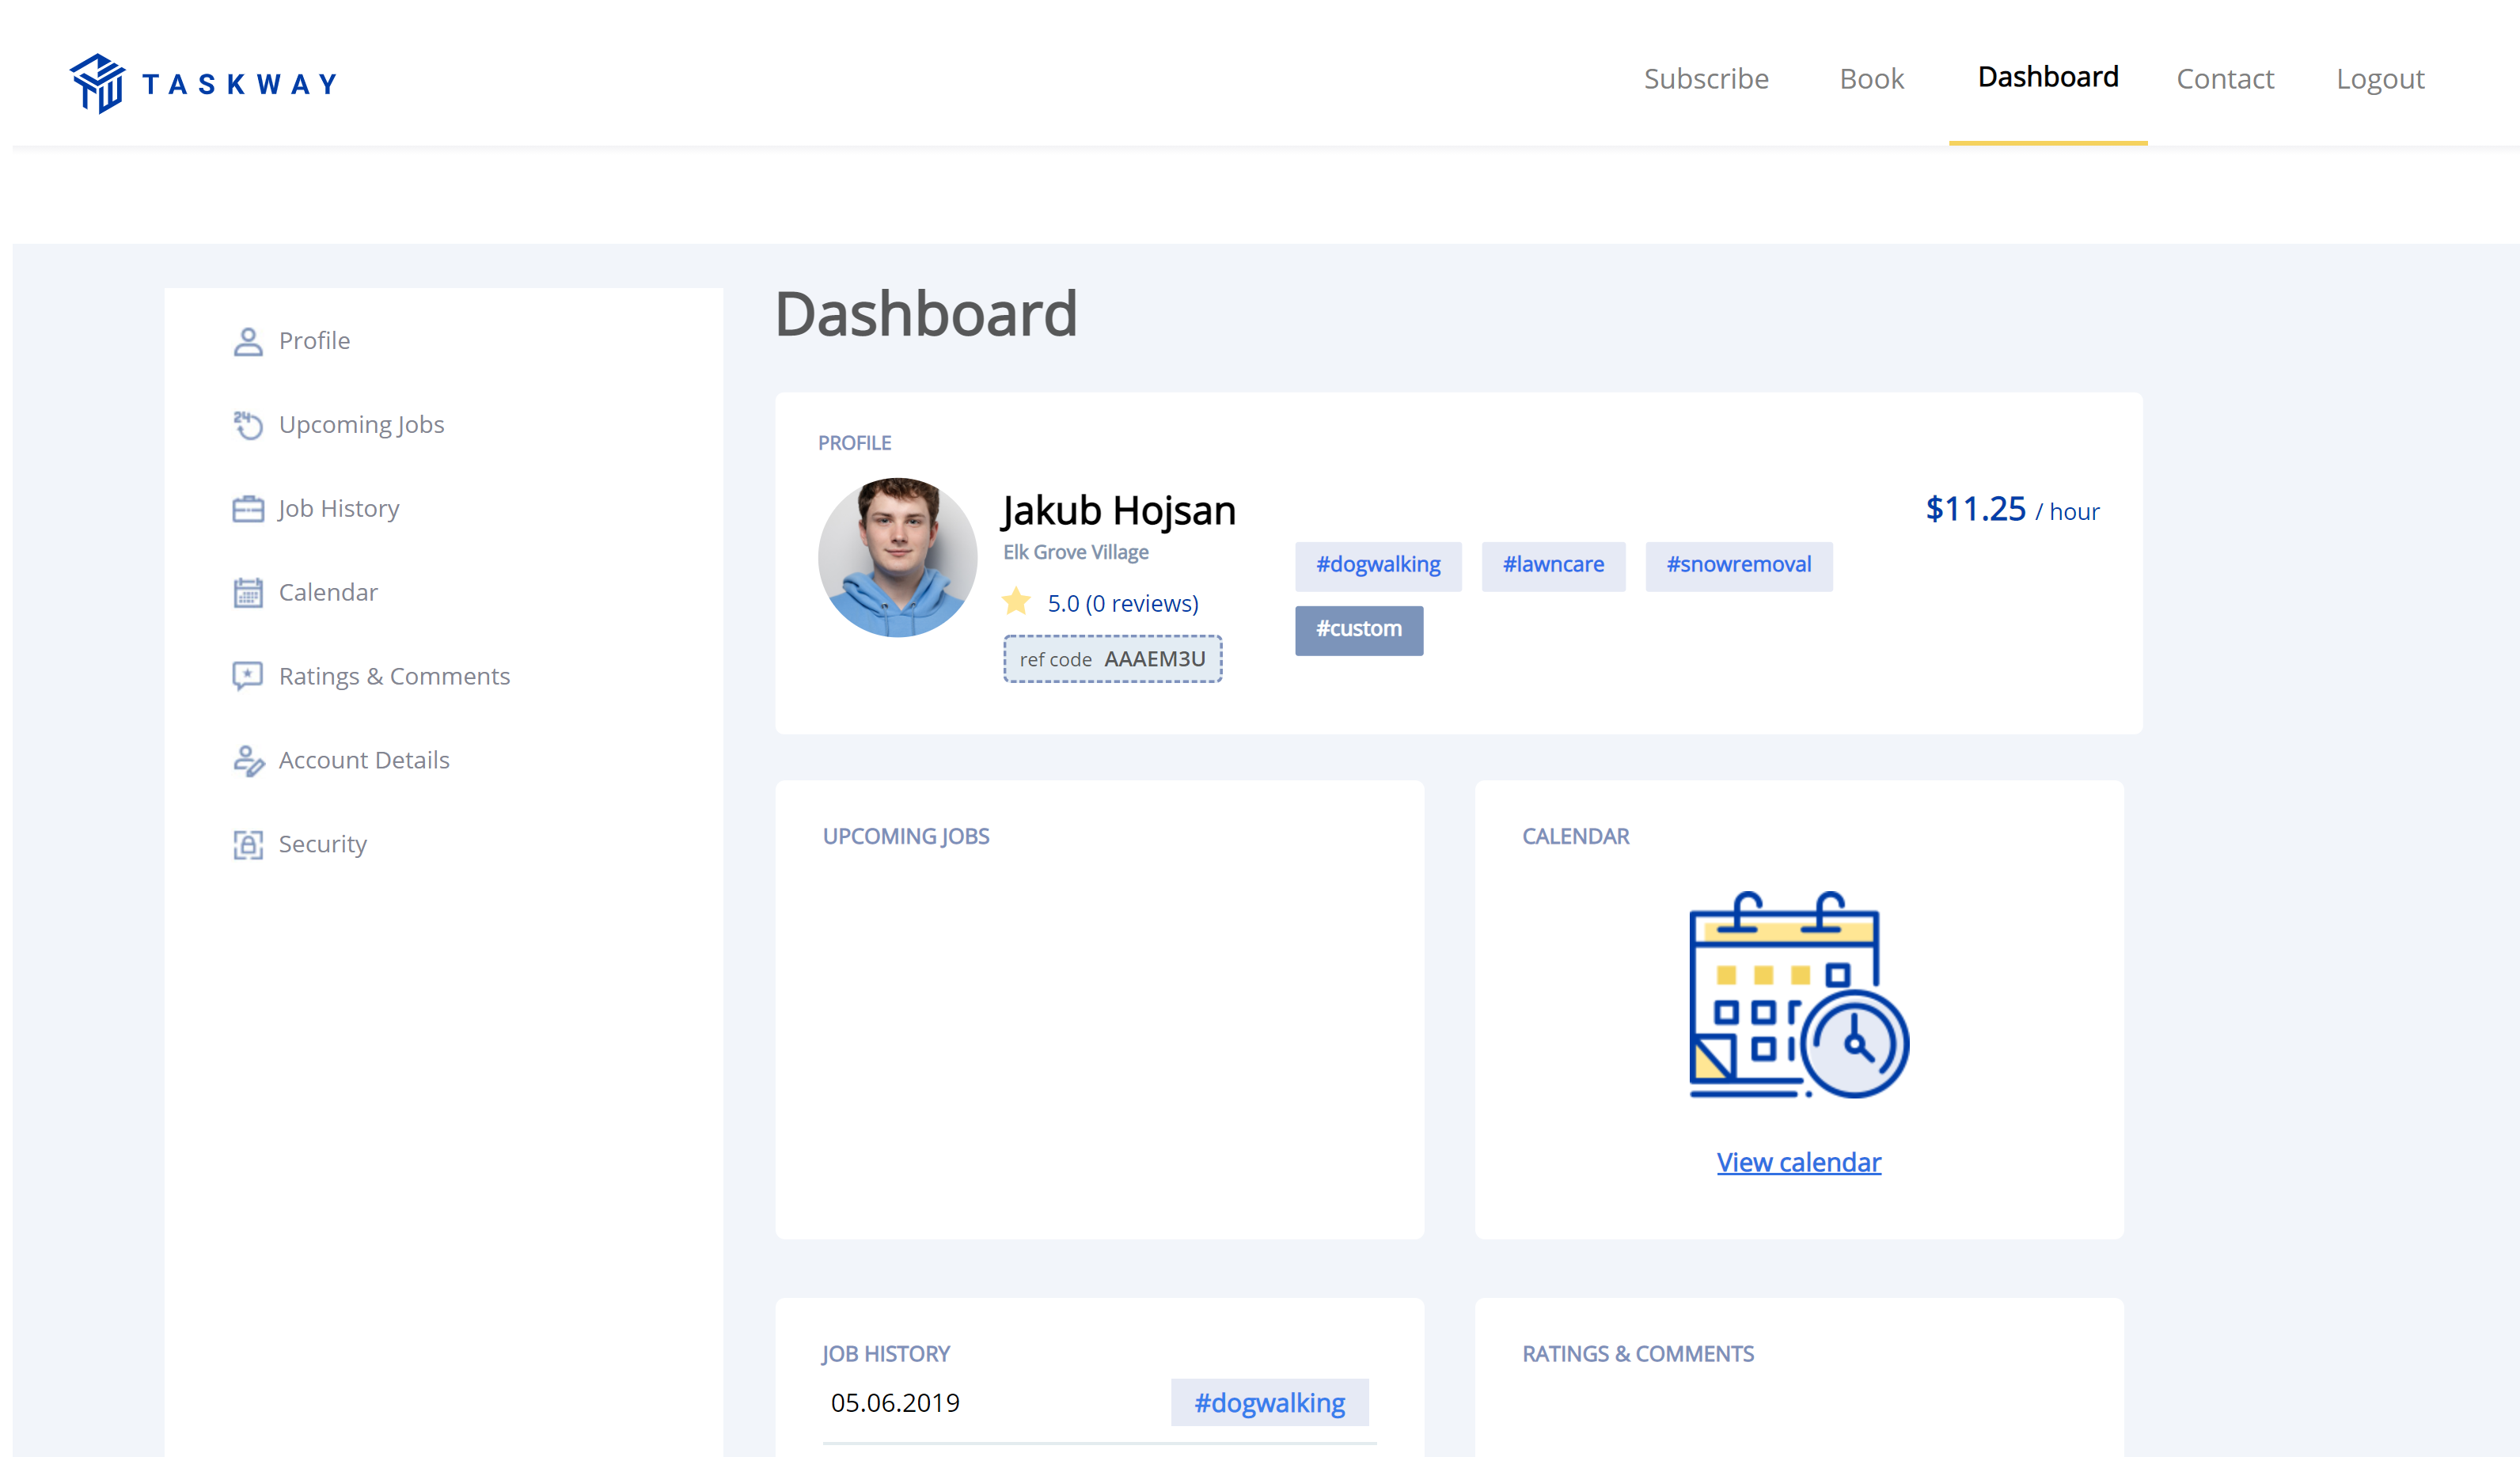 TASKWAY
Subscribe Book Dashboard Contact Logout
Dashboard
Profile
24 Upcoming Jobs
Job History
Calendar
Ratings & Comments
Account Details
Security
PROFILE
Jakub Hojsan
Elk Grove Village
5.0 (0 reviews)
ref code AAAEM3U
#dogwalking #lawncare #snowremoval
#custom
$11.25 / hour
UPCOMING JOBS
CALENDAR
View calendar
JOB HISTORY
05.06.2019 #dogwalking
RATINGS & COMMENTS